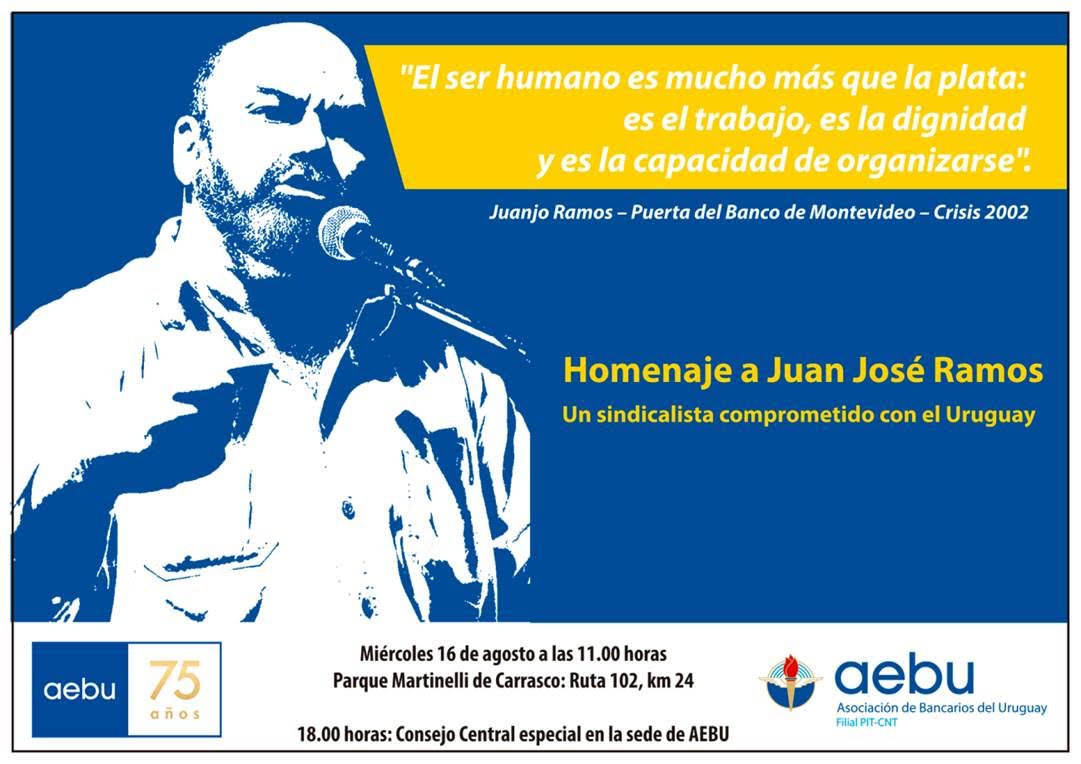 "El ser humano es mucho más que la plata:
es el trabajo, es la dignidad
y es la capacidad de organizarse".
Juanjo Ramos – Puerta del Banco de Montevideo – Crisis 2002
Homenaje a Juan José Ramos
Un sindicalista comprometido con el Uruguay
aebu
75
años
Miércoles 16 de agosto a las 11.00 horas
Parque Martinelli de Carrasco: Ruta 102, km 24
18.00 horas: Consejo Central especial en la sede de AEBU
aebu
Asociación de Bancarios del Uruguay
Filial PIT-CNT